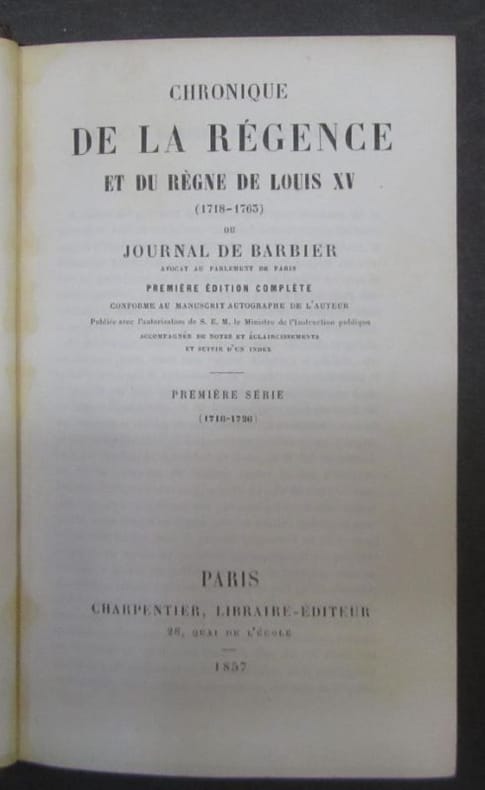 CHRONIQUE
DE LA RÉGENCE
ET DU RÈGNE DE LOUIS XV
(1718-1763)
OU
JOURNAL DE BARBIER
AVOCAT AU PARLEMENT DE PARIS
PREMIÈRE ÉDITION COMPLÈTE
CONFORME AU MANUSCRIT AUTOGRAPHE DE L'AUTEUR
Publiée avec l'autorisation de S. E. M. le Ministre de l'Instruction publique
ACCOMPAGNÉE DE NOTES ET ÉCLAIRCISSEMENTS
ET SUIVIE D'UN INDEX
PREMIÈRE SÉRIE
(1718-1726)
PARIS
CHARPENTIER, LIBRAIRE-ÉDITEUR
28, QUAI DE L'ÉCOLE
1857